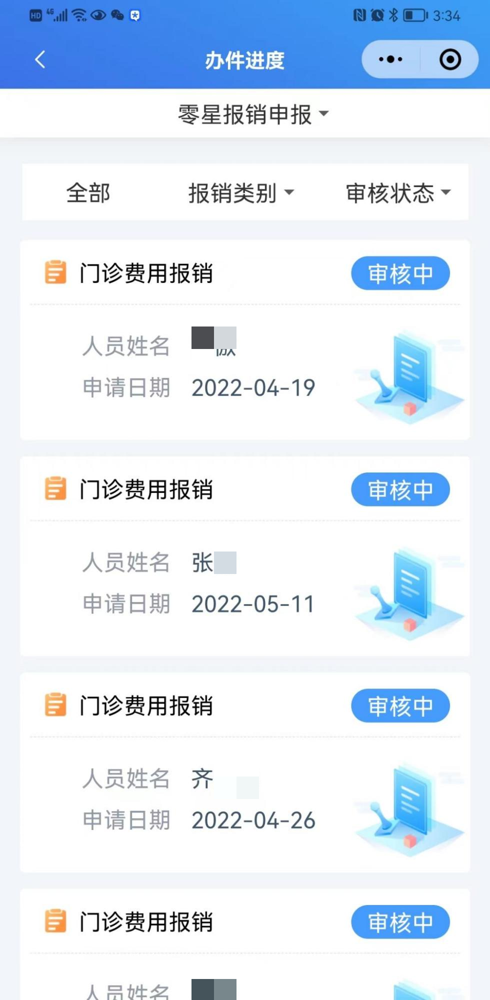 HD 4G 3:34
办件进度
零星报销申报
全部 报销类别 审核状态
门诊费用报销 审核中
人员姓名
申请日期 2022-04-19
门诊费用报销 审核中
人员姓名 张
申请日期 2022-05-11
门诊费用报销 审核中
人员姓名 齐
申请日期 2022-04-26
门诊费用报销 审核中
人员姓名